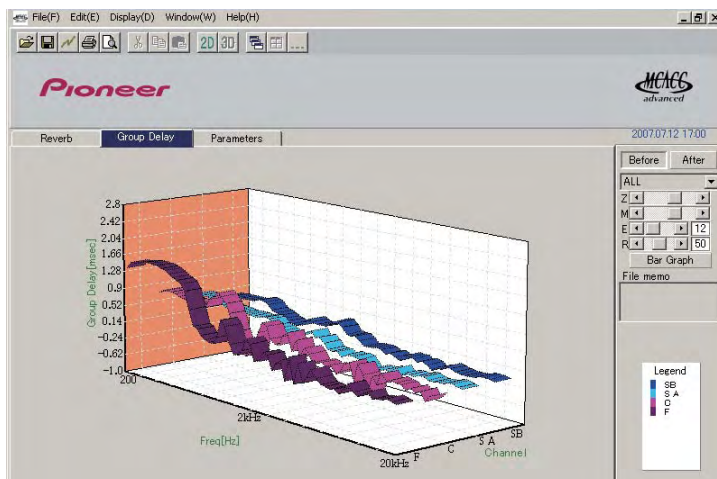 File(F) Edit(E) Display(D) Window(W) Help(H)
2D 3D ...
Pioneer
MCACC
advanced
2007.07.12 17:00
Reverb Group Delay Parameters
Before After
ALL
Z
M
E 12
R 50
Bar Graph
File memo
2.8
2.42
2.04
1.66
1.28
0.9
0.52
0.14
-0.24
-0.62
-1.0
Group Delay[msec]
200
2kHz
20kHz
Freq[Hz]
F
C
S A
SB
Channel
Legend
SB
S A
C
F